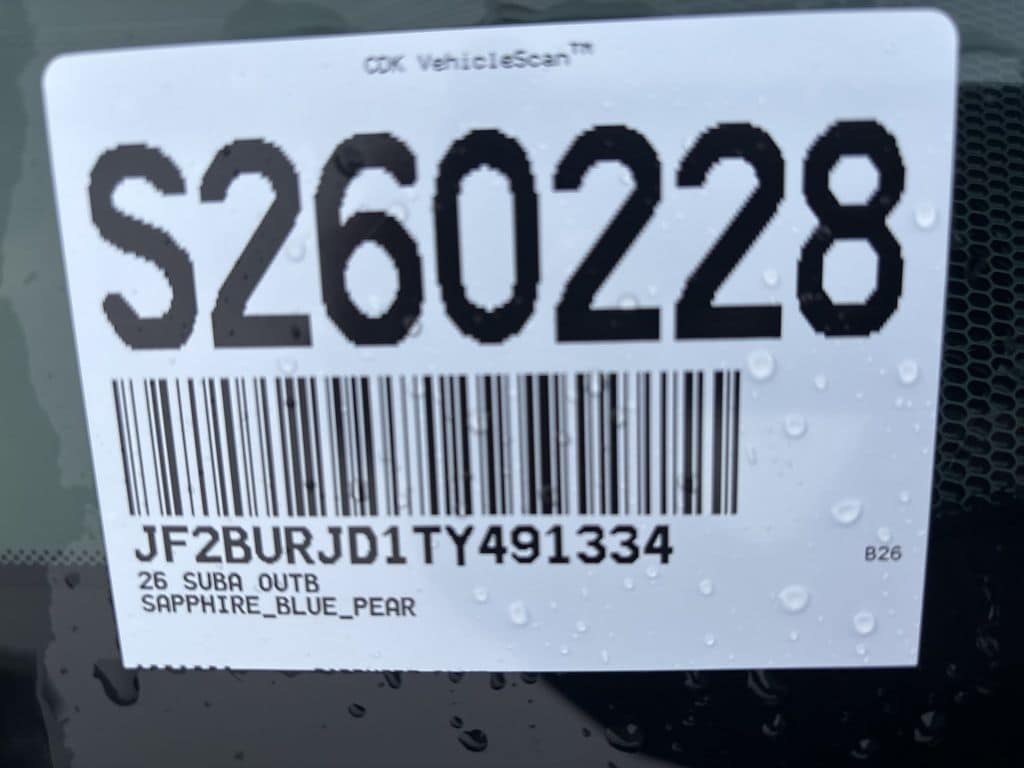 CDK VehicleScan™
S260228
JF2BURJD1TY491334
26 SUBA OUTB
B26
SAPPHIRE_BLUE_PEAR